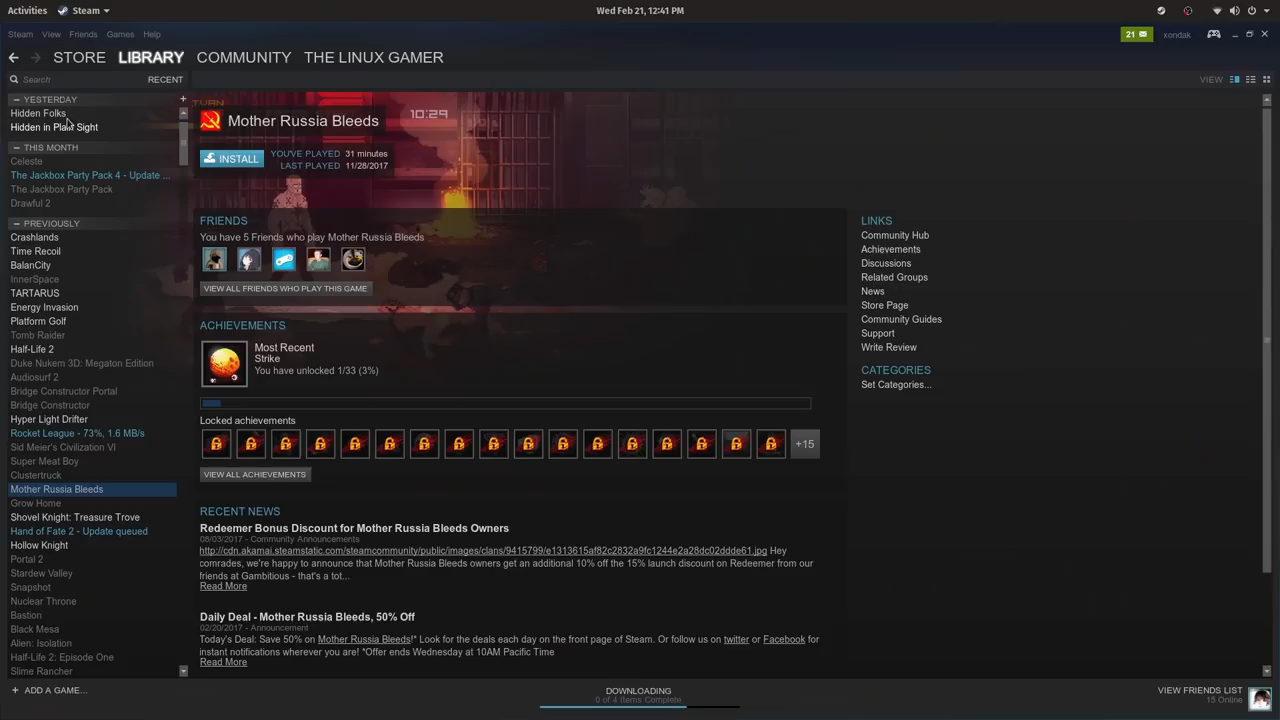 Activities
Steam
Wed Feb 21, 12:41 PM
Steam View Friends Games Help
21
xondak
STORE LIBRARY COMMUNITY THE LINUX GAMER
Search
RECENT
VIEW
YESTERDAY
Hidden Folks
Hidden in Plain Sight
THIS MONTH
Celeste
The Jackbox Party Pack 4 - Update ...
The Jackbox Party Pack
Drawful 2
PREVIOUSLY
Crashlands
Time Recoil
BalanCity
InnerSpace
TARTARUS
Energy Invasion
Platform Golf
Tomb Raider
Half-Life 2
Duke Nukem 3D: Megaton Edition
Audiosurf 2
Bridge Constructor Portal
Bridge Constructor
Hyper Light Drifter
Rocket League - 73%, 1.6 MB/s
Sid Meier's Civilization VI
Super Meat Boy
Clustertruck
Mother Russia Bleeds
Grow Home
Shovel Knight: Treasure Trove
Hand of Fate 2 - Update queued
Hollow Knight
Portal 2
Stardew Valley
Snapshot
Nuclear Throne
Bastion
Black Mesa
Alien: Isolation
Half-Life 2: Episode One
Slime Rancher
TURN
10:29
Mother Russia Bleeds
INSTALL
YOU'VE PLAYED 31 minutes
LAST PLAYED 11/28/2017
FRIENDS
You have 5 Friends who play Mother Russia Bleeds
VIEW ALL FRIENDS WHO PLAY THIS GAME
ACHIEVEMENTS
Most Recent
Strike
You have unlocked 1/33 (3%)
Locked achievements
+15
VIEW ALL ACHIEVEMENTS
RECENT NEWS
Redeemer Bonus Discount for Mother Russia Bleeds Owners
08/03/2017 - Community Announcements
http://cdn.akamai.steamstatic.com/steamcommunity/public/images/clans/9415799/e1313615af82c2832a9fc1244e2a28dc02ddde61.jpg Hey
comrades, we're happy to announce that Mother Russia Bleeds owners get an additional 10% off the 15% launch discount on Redeemer from our
friends at Gambitious - that's a tot...
Read More
Daily Deal - Mother Russia Bleeds, 50% Off
02/20/2017 - Announcement
Today's Deal: Save 50% on Mother Russia Bleeds!* Look for the deals each day on the front page of Steam. Or follow us on twitter or Facebook for
instant notifications wherever you are! *Offer ends Wednesday at 10AM Pacific Time
Read More
LINKS
Community Hub
Achievements
Discussions
Related Groups
News
Store Page
Community Guides
Support
Write Review
CATEGORIES
Set Categories...
+ ADD A GAME...
DOWNLOADING
0 of 4 Items Complete
VIEW FRIENDS LIST
15 Online